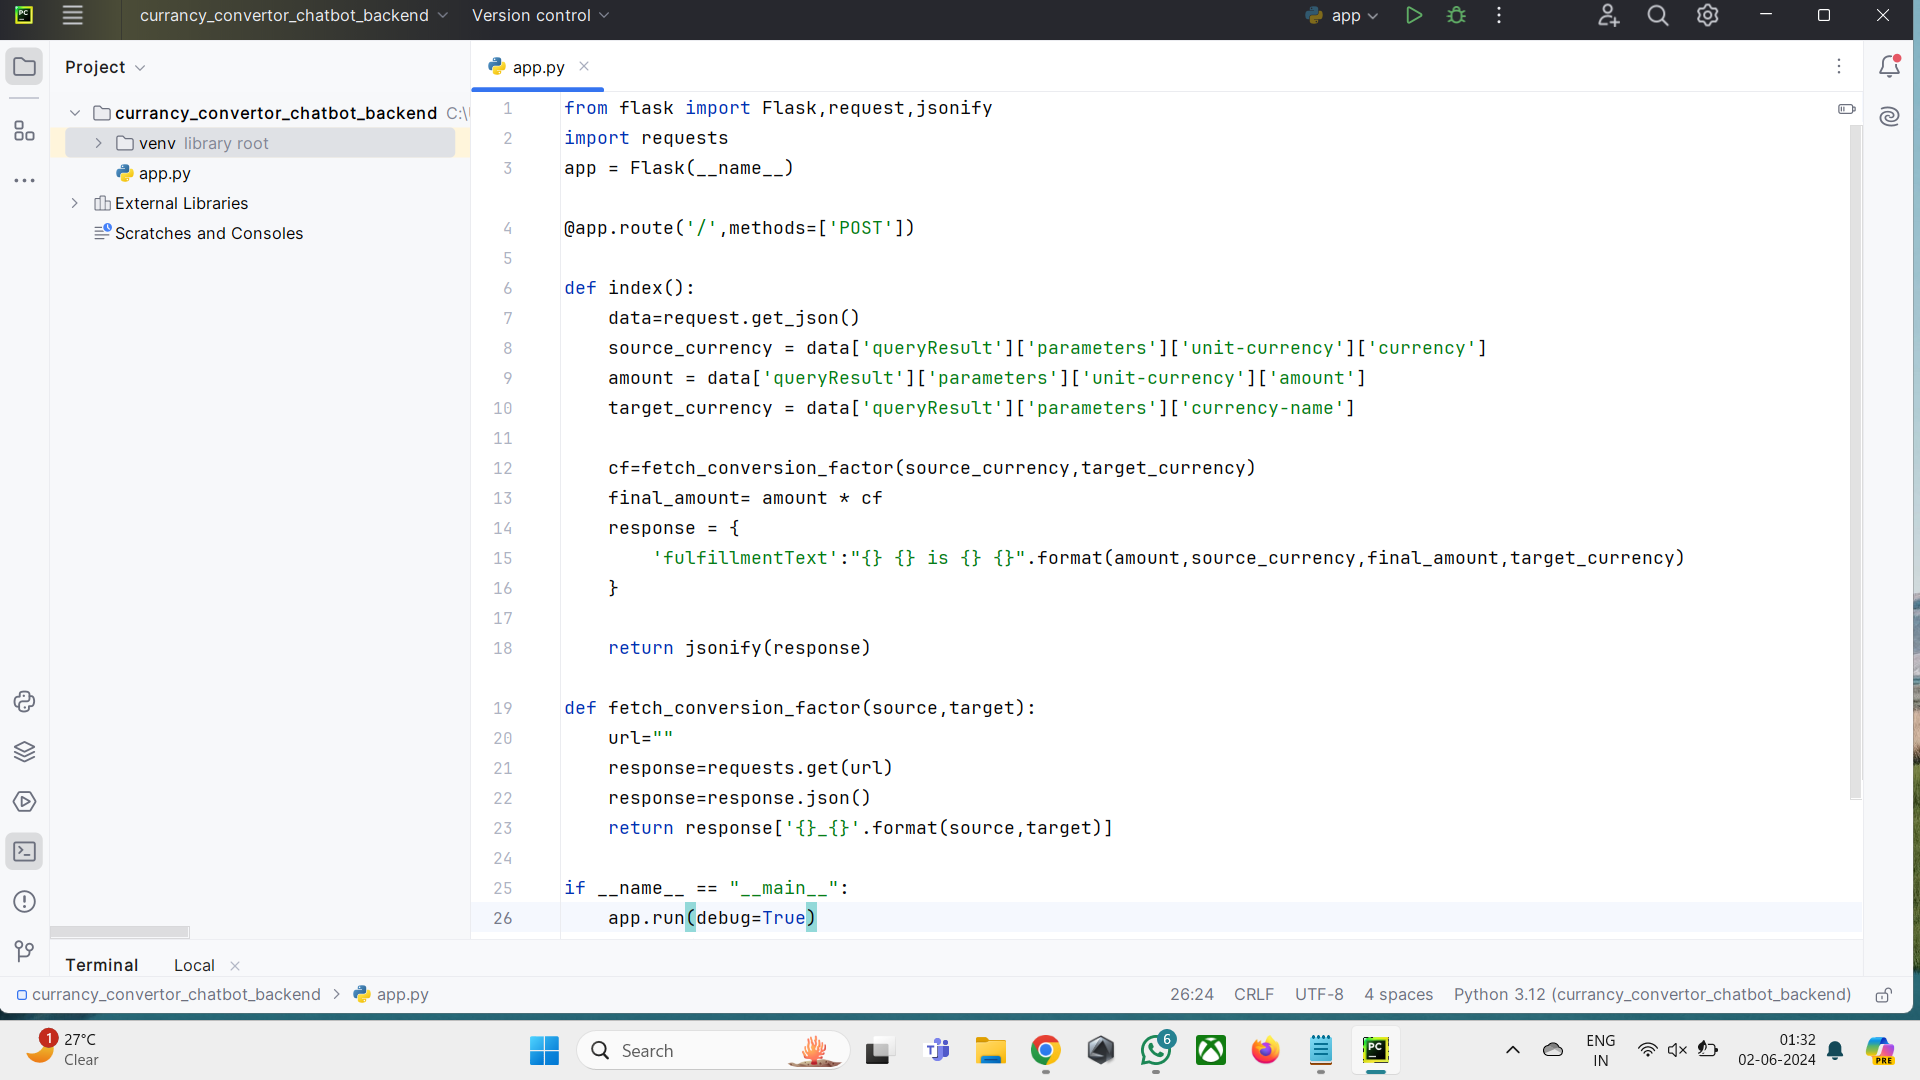 PC
currancy_convertor_chatbot_backend
Version control
app
Project
app.py
currancy_convertor_chatbot_backend C:\
venv library root
app.py
External Libraries
Scratches and Consoles
1 from flask import Flask,request,jsonify
2 import requests
3 app = Flask(__name__)
4 @app.route('/',methods=['POST'])
5
6 def index():
7 data=request.get_json()
8 source_currency = data['queryResult']['parameters']['unit-currency']['currency']
9 amount = data['queryResult']['parameters']['unit-currency']['amount']
10 target_currency = data['queryResult']['parameters']['currency-name']
11
12 cf=fetch_conversion_factor(source_currency,target_currency)
13 final_amount= amount * cf
14 response = {
15 'fulfillmentText':"{} {} is {} {}".format(amount,source_currency,final_amount,target_currency)
16 }
17
18 return jsonify(response)
19 def fetch_conversion_factor(source,target):
20 url=""
21 response=requests.get(url)
22 response=response.json()
23 return response['{}_{}'.format(source,target)]
24
25 if __name__ == "__main__":
26 app.run(debug=True)
Terminal Local
currancy_convertor_chatbot_backend > app.py
26:24 CRLF UTF-8 4 spaces Python 3.12 (currancy_convertor_chatbot_backend)
1
27°C
Clear
Search
6
PC
ENG
IN
01:32
02-06-2024
PRE